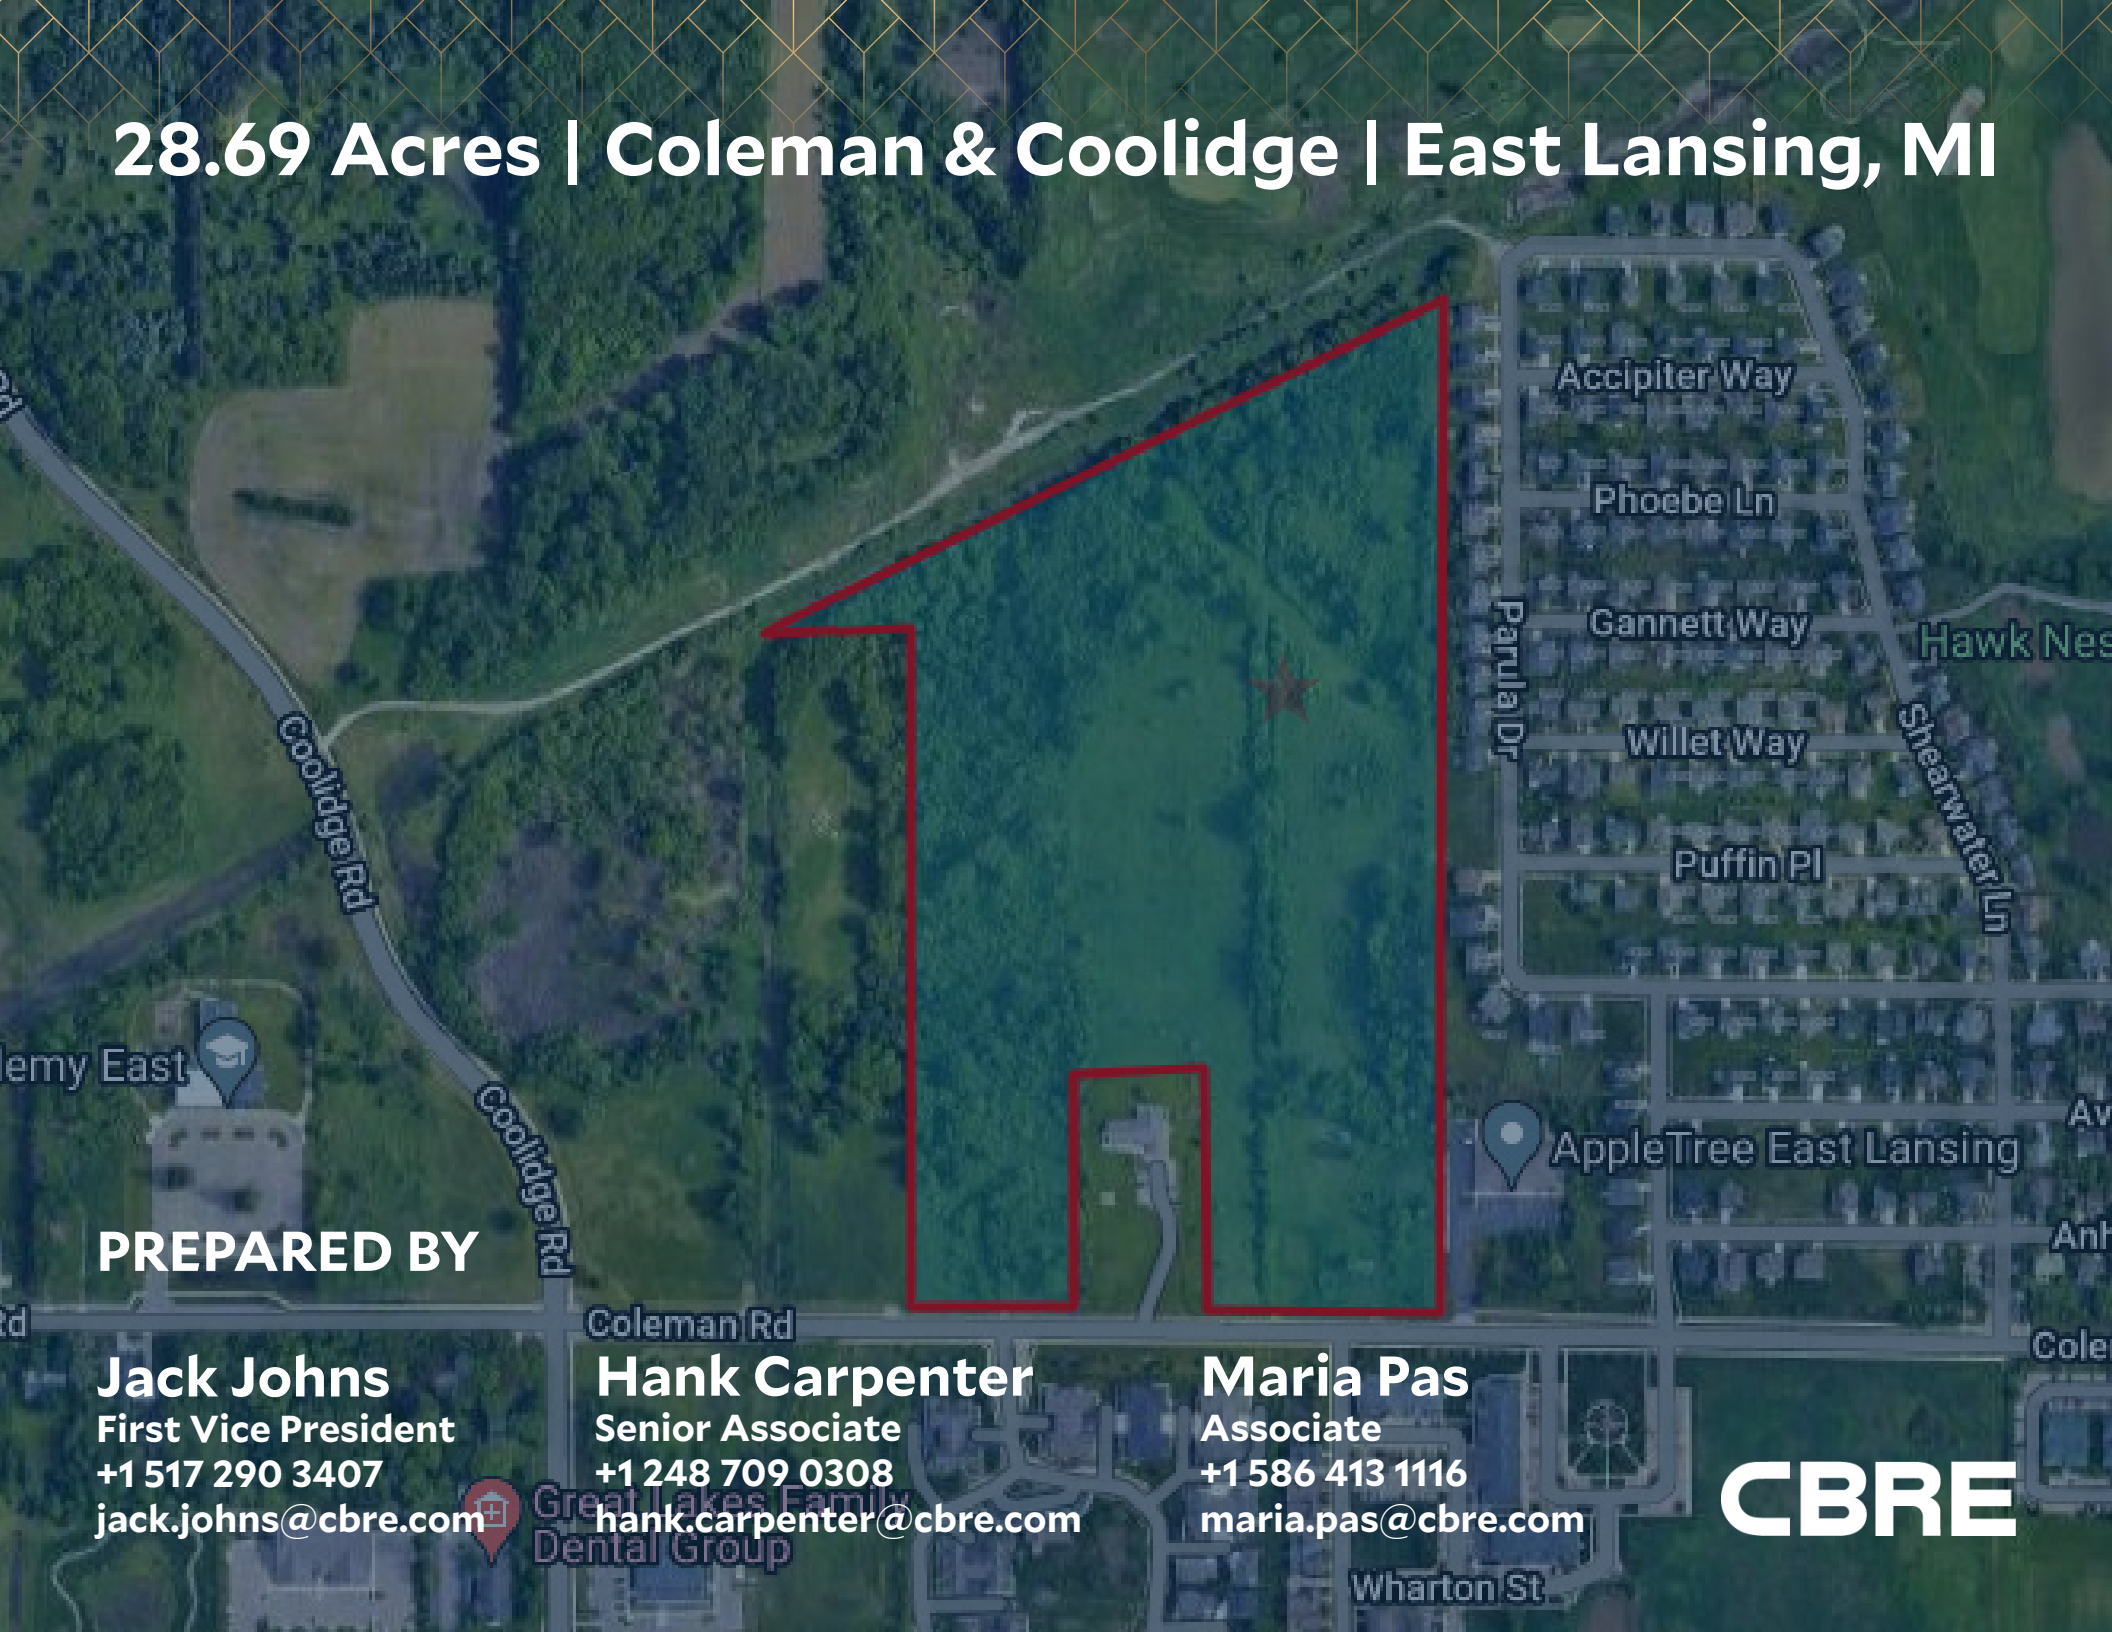 28.69 Acres | Coleman & Coolidge | East Lansing, MI
Rd
Accipiter Way
Phoebe Ln
Gannett Way
Parula Dr
Hawk Nes
Willet Way
Shearwater Ln
Coolidge Rd
Puffin Pl
demy East
Coolidge Rd
Av
AppleTree East Lansing
Anh
PREPARED BY
Rd
Coleman Rd
Cole
Jack Johns
First Vice President
+1 517 290 3407
jack.johns@cbre.com
Hank Carpenter
Senior Associate
+1 248 709 0308
hank.carpenter@cbre.com
Maria Pas
Associate
+1 586 413 1116
maria.pas@cbre.com
CBRE
Great Lakes Family
Dental Group
Wharton St